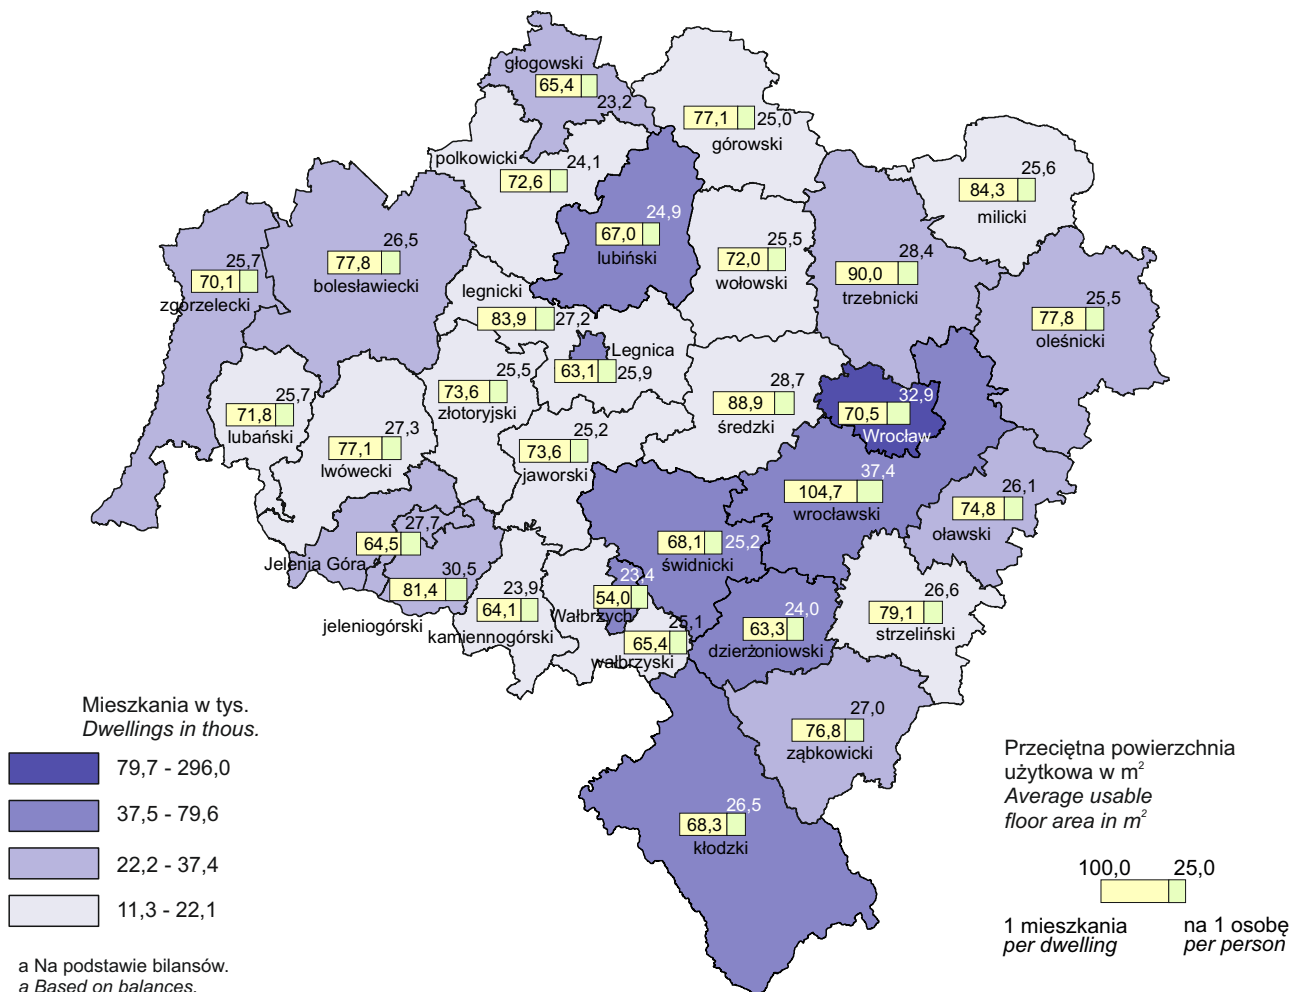 głogowski
65,4
23,2
77,1 25,0
górowski
polkowicki
24,1
72,6
25,6
84,3
milicki
24,9
67,0
lubiński
25,5
72,0
wołowski
28,4
90,0
trzebnicki
26,5
77,8
bolesławiecki
25,7
70,1
zgorzelecki
25,5
77,8
oleśnicki
legnicki
83,9 27,2
Legnica
63,1 25,9
25,5
73,6
złotoryjski
28,7
88,9
średzki
32,9
70,5
Wrocław
25,7
71,8
lubański
27,3
77,1
lwówecki
25,2
73,6
jaworski
37,4
104,7
wrocławski
26,1
74,8
oławski
27,7
64,5
Jelenia Góra
30,5
81,4
jeleniogórski
23,9
64,1
kamiennogórski
68,1 25,2
świdnicki
23,4
54,0
Wałbrzych
25,1
65,4
wałbrzyski
24,0
63,3
dzierżoniowski
26,6
79,1
strzeliński
27,0
76,8
ząbkowicki
26,5
68,3
kłodzki
Mieszkania w tys.
Dwellings in thous.
79,7 - 296,0
37,5 - 79,6
22,2 - 37,4
11,3 - 22,1
a Na podstawie bilansów.
a Based on balances.
Przeciętna powierzchnia
użytkowa w m²
Average usable
floor area in m²
100,0 25,0
1 mieszkania na 1 osobę
per dwelling per person